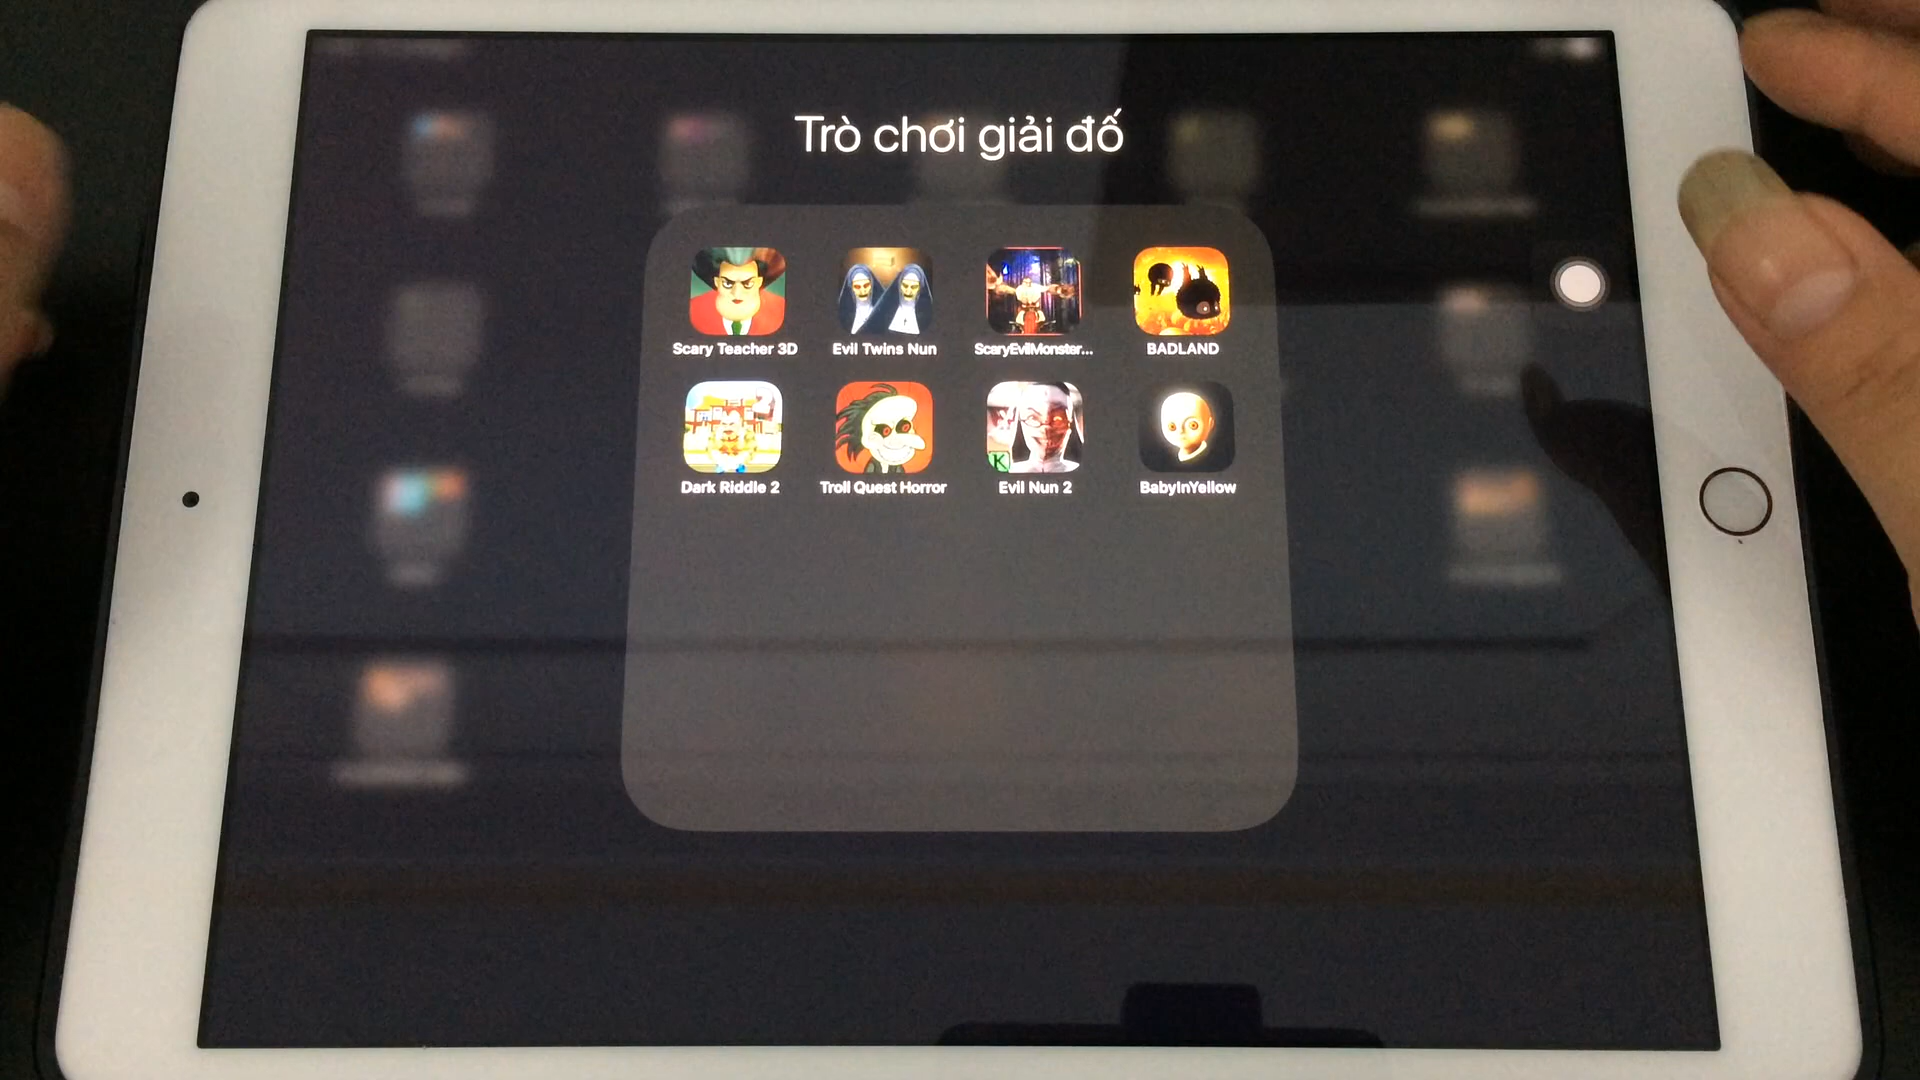 Trò chơi giải đố
Scary Teacher 3D
Evil Twins Nun
ScaryEvilMonster...
BADLAND
Dark Riddle 2
Troll Quest Horror
Evil Nun 2
BabyInYellow
K